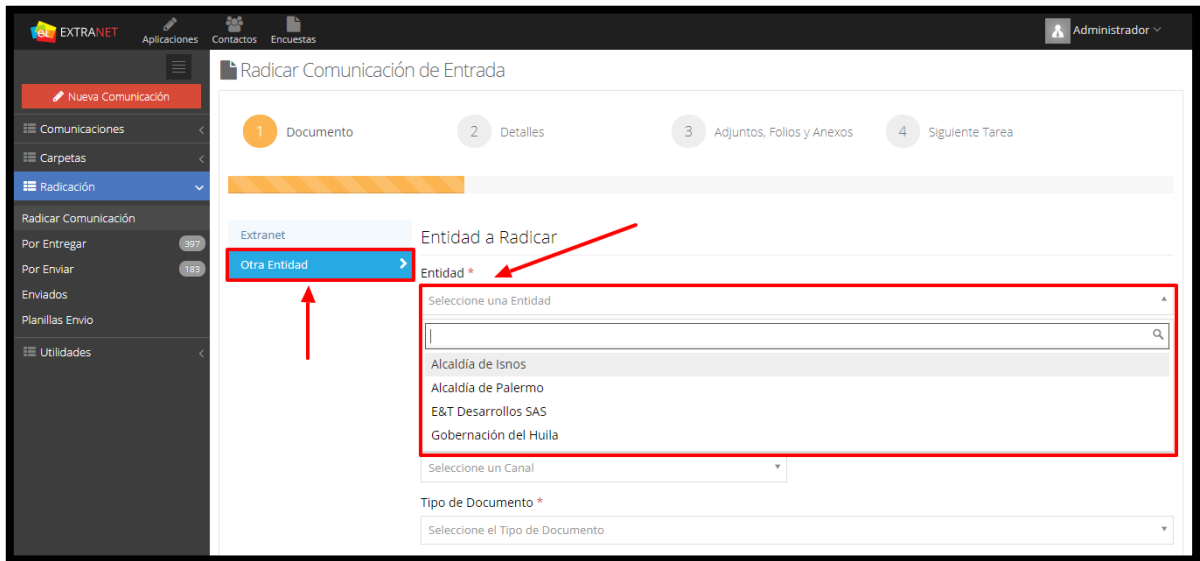 et EXTRANET
Aplicaciones
Contactos
Encuestas
Administrador
Nueva Comunicación
Comunicaciones
Carpetas
Radicación
Radicar Comunicación
Por Entregar 397
Por Enviar 183
Enviados
Planillas Envio
Utilidades
Radicar Comunicación de Entrada
1 Documento
2 Detalles
3 Adjuntos, Folios y Anexos
4 Siguiente Tarea
Extranet
Otra Entidad
Entidad a Radicar
Entidad *
Seleccione una Entidad
Alcaldía de Isnos
Alcaldía de Palermo
E&T Desarrollos SAS
Gobernación del Huila
Seleccione un Canal
Tipo de Documento *
Seleccione el Tipo de Documento